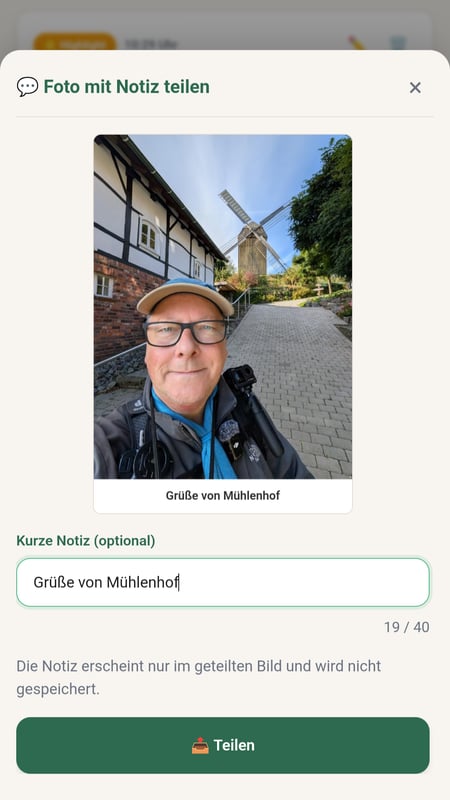 Highlight 10:29 Uhr
💬 Foto mit Notiz teilen
Grüße von Mühlenhof
Kurze Notiz (optional)
Grüße von Mühlenhof
19 / 40
Die Notiz erscheint nur im geteilten Bild und wird nicht
gespeichert.
📤 Teilen